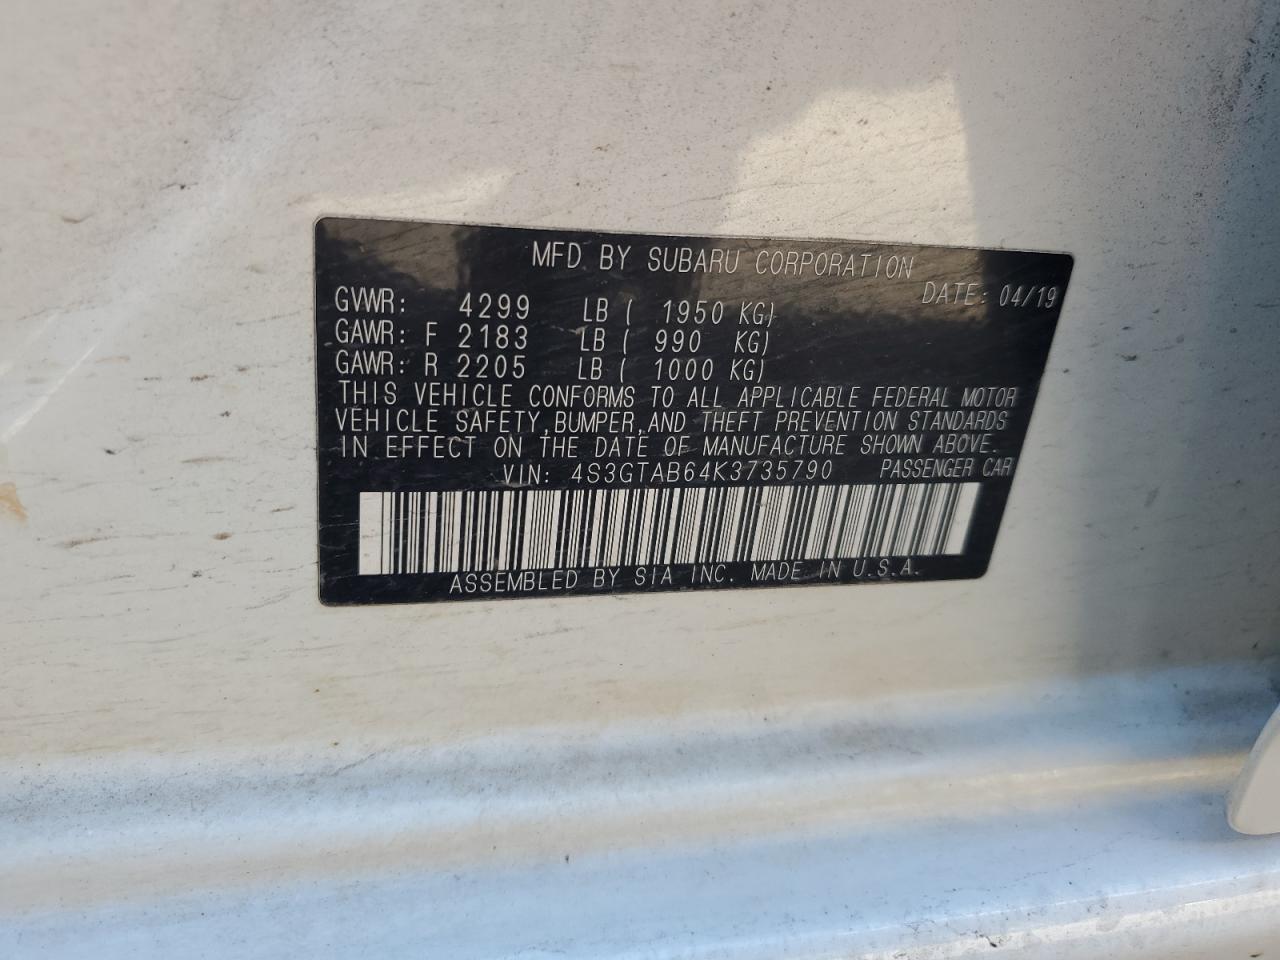 MFD BY SUBARU CORPORATION
DATE: 04/19
GVWR: 4299 LB ( 1950 KG)
GAWR: F 2183 LB ( 990 KG)
GAWR: R 2205 LB ( 1000 KG)
THIS VEHICLE CONFORMS TO ALL APPLICABLE FEDERAL MOTOR
VEHICLE SAFETY, BUMPER, AND THEFT PREVENTION STANDARDS
IN EFFECT ON THE DATE OF MANUFACTURE SHOWN ABOVE.
VIN: 4S3GTAB64K3735790 PASSENGER CAR
ASSEMBLED BY SIA INC. MADE IN U.S.A.